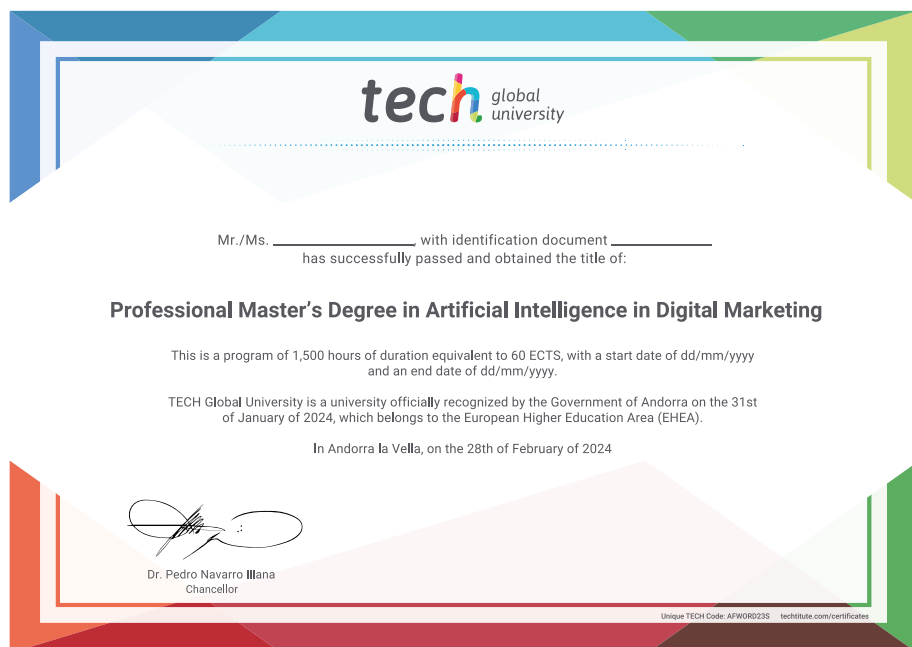 tech global
university
Mr./Ms. ____________________, with identification document ______________
has successfully passed and obtained the title of:
Professional Master’s Degree in Artificial Intelligence in Digital Marketing
This is a program of 1,500 hours of duration equivalent to 60 ECTS, with a start date of dd/mm/yyyy
and an end date of dd/mm/yyyy.
TECH Global University is a university officially recognized by the Government of Andorra on the 31st
of January of 2024, which belongs to the European Higher Education Area (EHEA).
In Andorra la Vella, on the 28th of February of 2024
Dr. Pedro Navarro Illana
Chancellor
Unique TECH Code: AFWORD23S techtitute.com/certificates